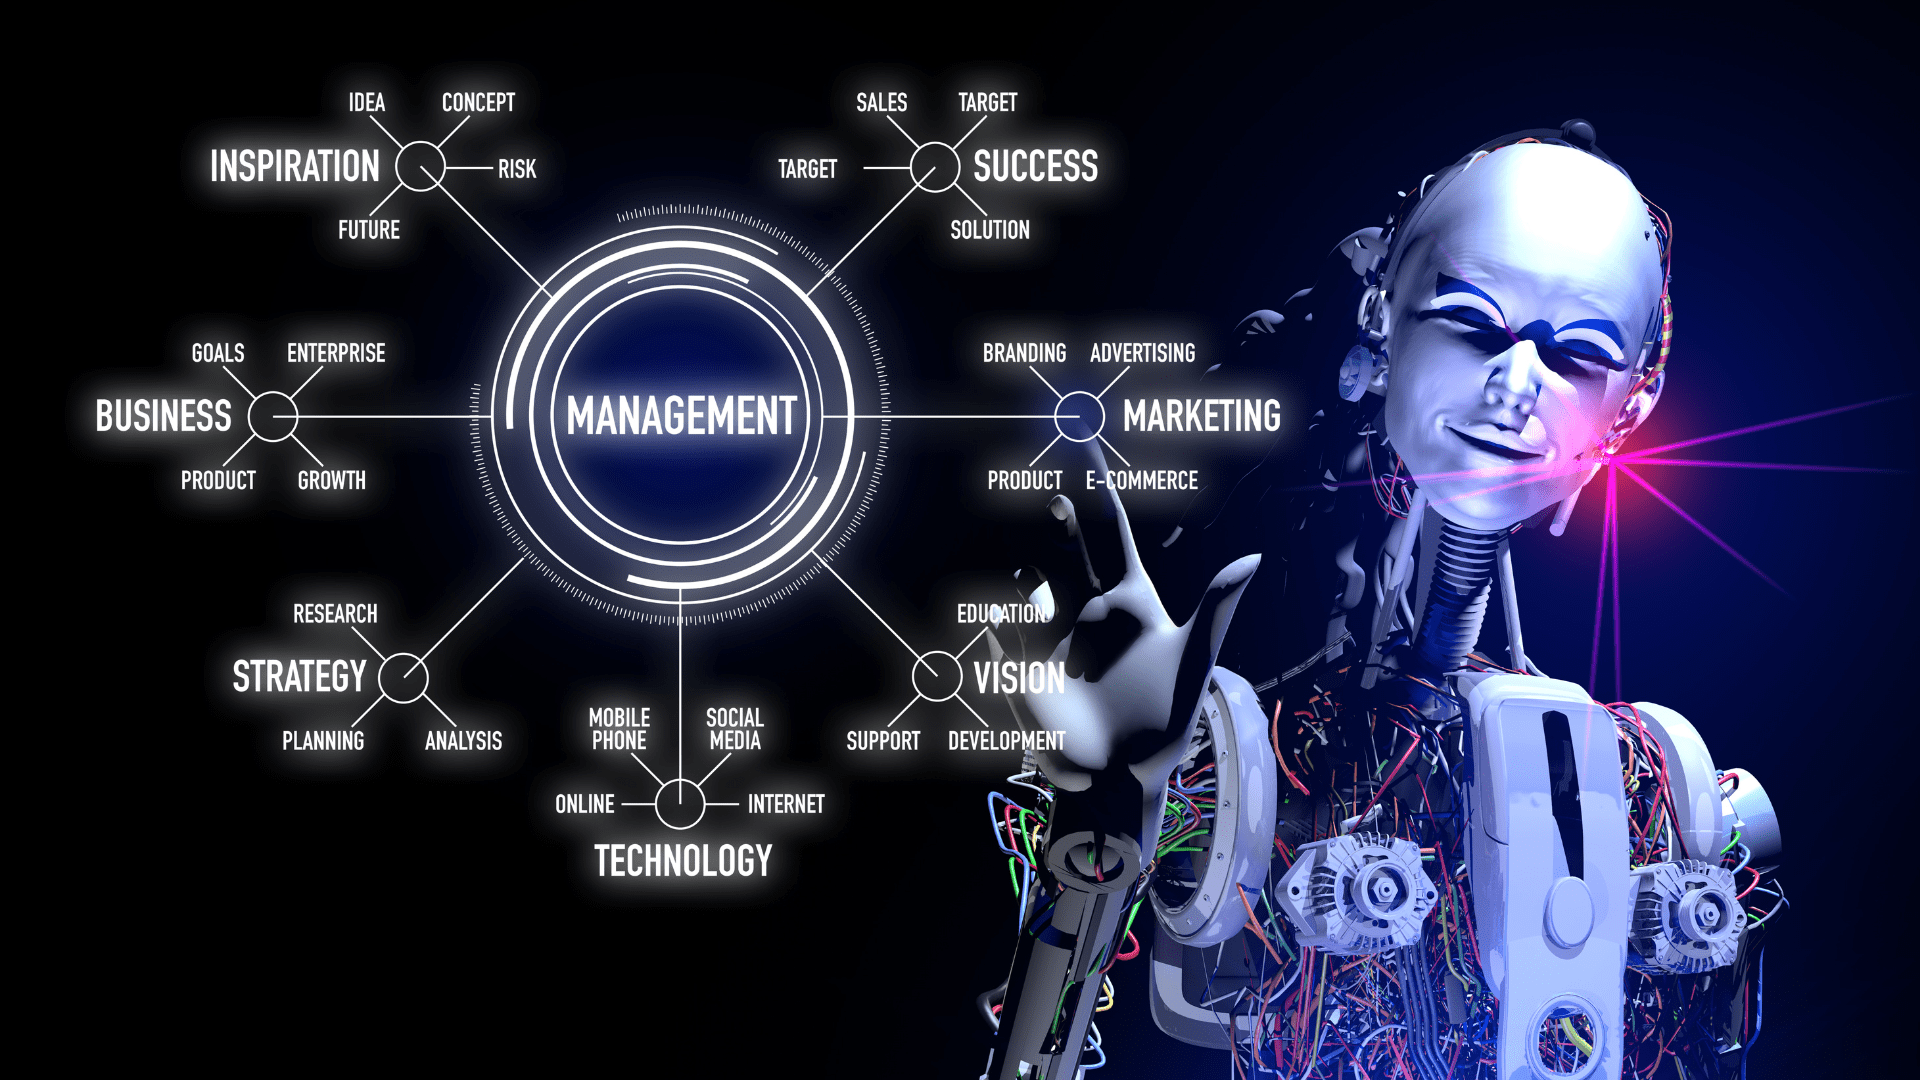 IDEA
CONCEPT
INSPIRATION
RISK
FUTURE
SALES
TARGET
TARGET
SUCCESS
SOLUTION
GOALS
ENTERPRISE
BUSINESS
PRODUCT
GROWTH
MANAGEMENT
BRANDING
ADVERTISING
MARKETING
PRODUCT
E-COMMERCE
RESEARCH
STRATEGY
PLANNING
ANALYSIS
MOBILE
PHONE
SOCIAL
MEDIA
ONLINE
INTERNET
TECHNOLOGY
EDUCATION
VISION
SUPPORT
DEVELOPMENT